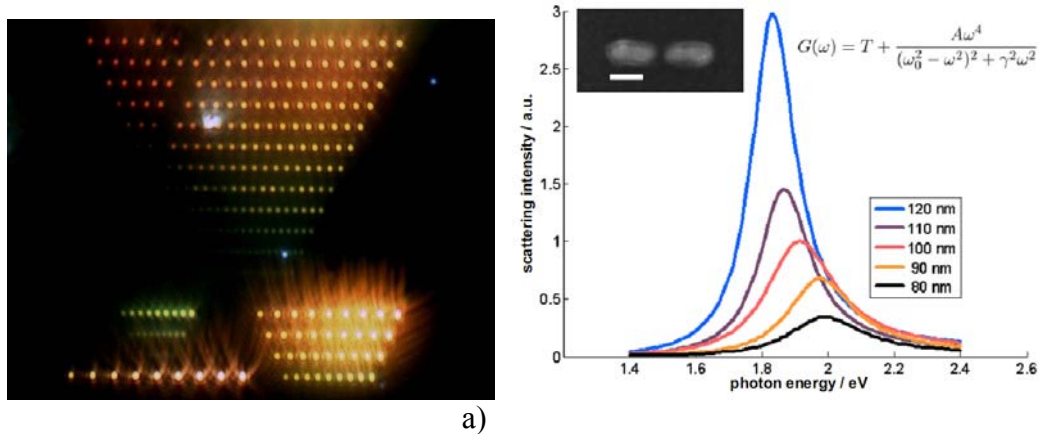 a)
3
2.5
2
1.5
1
0.5
0
scattering intensity / a.u.
G(ω) = T + Aω⁴ / ((ω₀² − ω²)² + γ²ω²)
120 nm
110 nm
100 nm
90 nm
80 nm
1.4 1.6 1.8 2 2.2 2.4 2.6
photon energy / eV